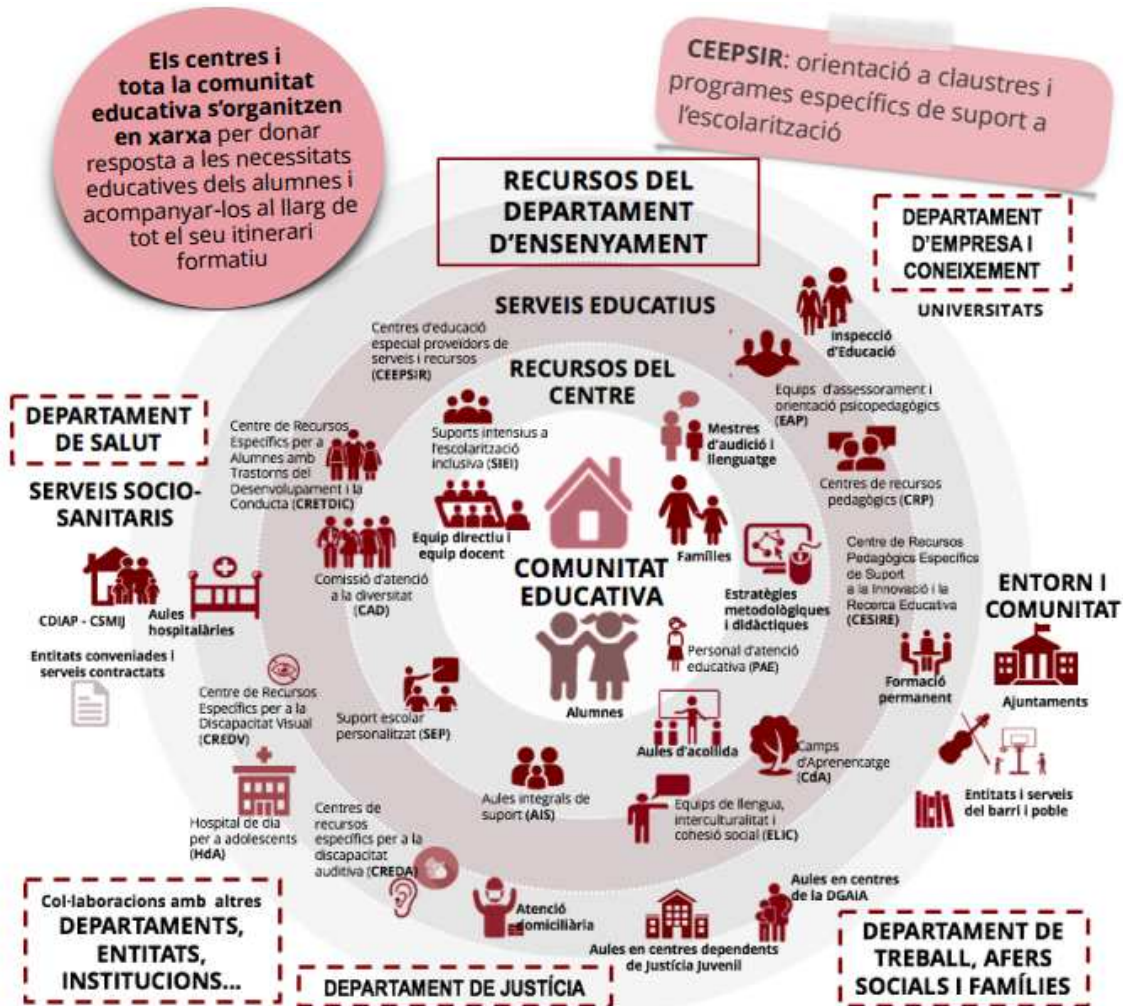 Els centres i
tota la comunitat
educativa s'organitzen
en xarxa per donar
resposta a les necessitats
educatives dels alumnes i
acompanyar-los al llarg de
tot el seu itinerari
formatiu
CEEPSIR: orientació a claustres i
programes específics de suport a
l'escolarització
RECURSOS DEL
DEPARTAMENT
D'ENSENYAMENT
DEPARTAMENT
D'EMPRESA I
CONEIXEMENT
UNIVERSITATS
SERVEIS EDUCATIUS
Inspecció
d'Educació
Centres d'educació
especial proveïdors de
serveis i recursos
(CEEPSIR)
RECURSOS DEL
CENTRE
Equips d'assessorament i
orientació psicopedagògics
(EAP)
DEPARTAMENT
DE SALUT
Centre de Recursos
Específics per a
Alumnes amb
Trastorns del
Desenvolupament i la
Conducta (CRETDIC)
Suports intensius a
l'escolarització
inclusiva (SIEI)
Mestres
d'audició i
llenguatge
Centres de recursos
pedagògics (CRP)
SERVEIS SOCIO-
SANITARIS
Equip directiu i
equip docent
Famílies
Centre de Recursos
Pedagògics Específics
de Suport
a la Innovació i la
Recerca Educativa
(CESIRE)
COMUNITAT
EDUCATIVA
Comissió d'atenció
a la diversitat
(CAD)
Estratègies
metodològiques
i didàctiques
ENTORN I
COMUNITAT
CDIAP - CSMIJ
Aules
hospitalàries
Entitats conveniades i
serveis contractats
Personal d'atenció
educativa (PAE)
Formació
permanent
Ajuntaments
Centre de Recursos
Específics per a la
Discapacitat Visual
(CREDV)
Suport escolar
personalitzat (SEP)
Alumnes
Aules d'acollida
Camps
d'Aprenentatge
(CdA)
Entitats i serveis
del barri i poble
Hospital de dia
per a adolescents
(HdA)
Centres de
recursos
específics per a la
discapacitat
auditiva (CREDA)
Aules integrals de
suport (AIS)
Equips de llengua,
interculturalitat i
cohesió social (ELIC)
Atenció
domiciliària
Aules en centres dependents
de Justícia Juvenil
Aules en centres
de la DGAIA
Col·laboracions amb altres
DEPARTAMENTS,
ENTITATS,
INSTITUCIONS...
DEPARTAMENT DE JUSTÍCIA
DEPARTAMENT DE
TREBALL, AFERS
SOCIALS I FAMÍLIES